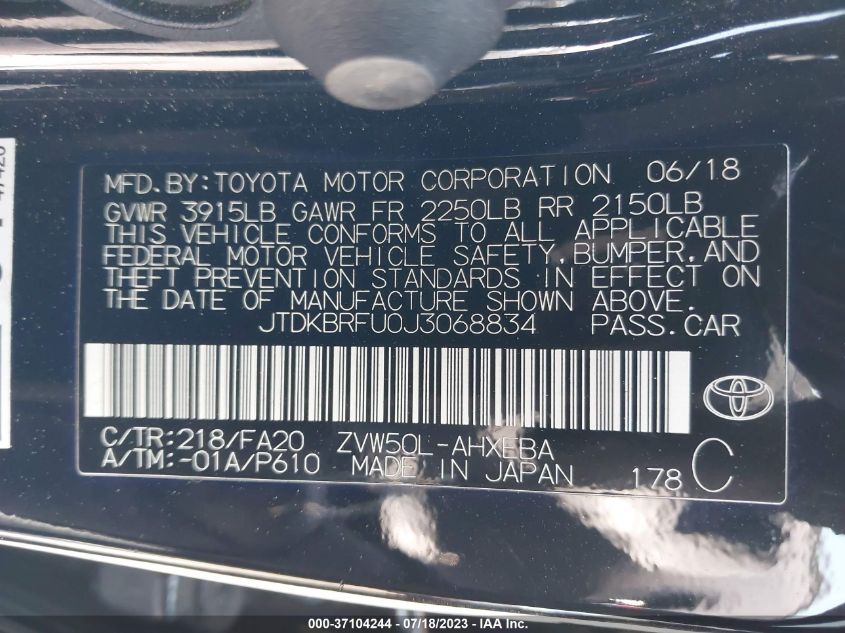 MFD.BY:TOYOTA MOTOR CORPORATION 06/18
GVWR 3915LB GAWR FR 2250LB RR 2150LB
THIS VEHICLE CONFORMS TO ALL APPLICABLE
FEDERAL MOTOR VEHICLE SAFETY, BUMPER, AND
THEFT PREVENTION STANDARDS IN EFFECT ON
THE DATE OF MANUFACTURE SHOWN ABOVE.
JTDKBRFU0J3068834 PASS.CAR
C/TR:218/FA20 ZVW50L-AHXEBA
A/TM:-01A/P610 MADE IN JAPAN 178 C
000-37104244 - 07/18/2023 - IAA Inc.